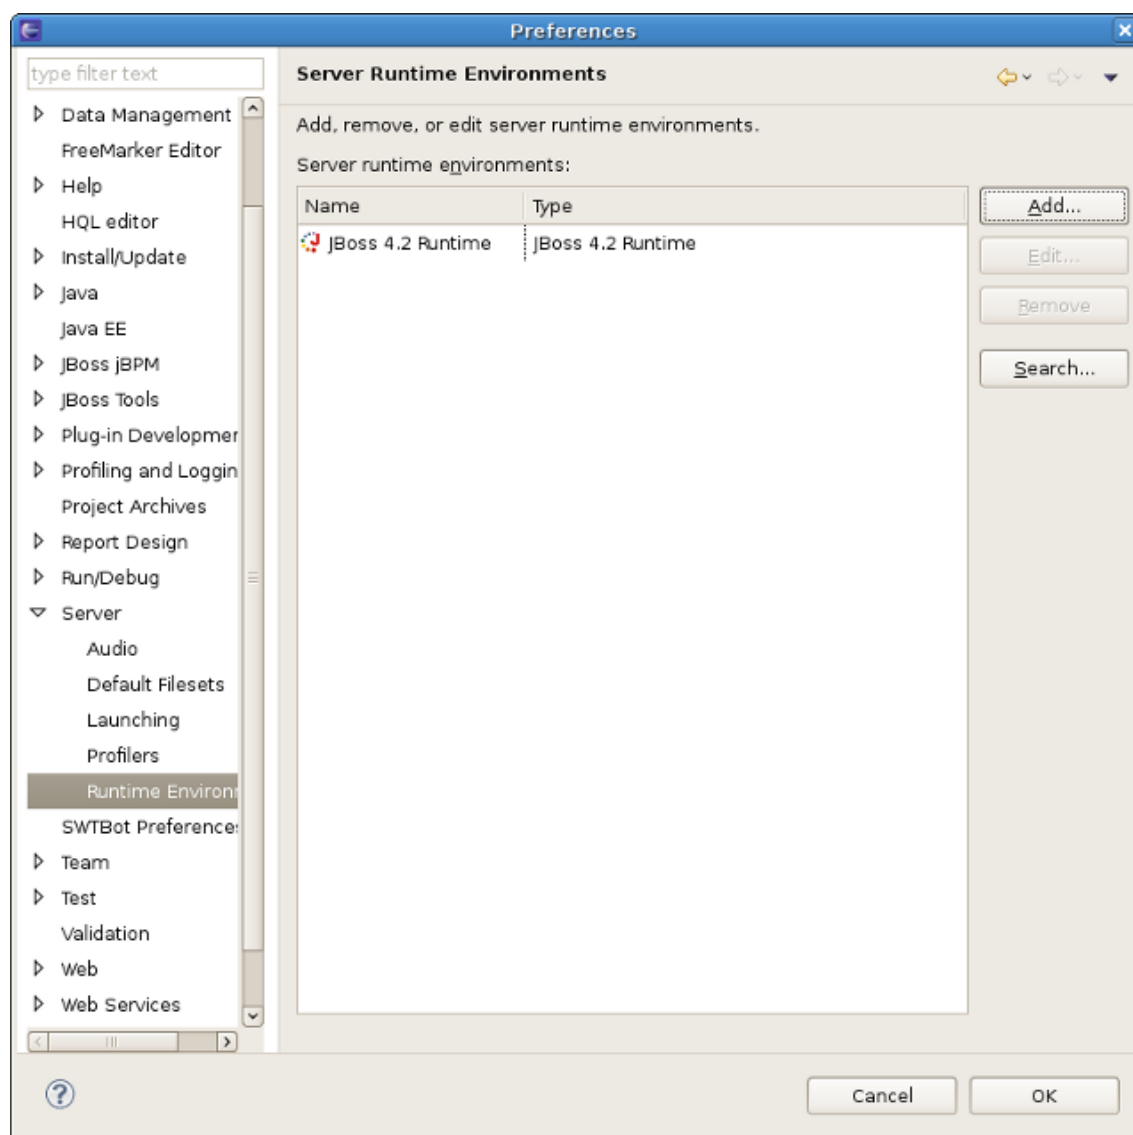 Preferences
type filter text
Data Management
FreeMarker Editor
Help
HQL editor
Install/Update
Java
Java EE
JBoss jBPM
JBoss Tools
Plug-in Developmer
Profiling and Loggin
Project Archives
Report Design
Run/Debug
Server
Audio
Default Filesets
Launching
Profilers
Runtime Environr
SWTBot Preference:
Team
Test
Validation
Web
Web Services
Server Runtime Environments
Add, remove, or edit server runtime environments.
Server runtime environments:
Name Type
JBoss 4.2 Runtime JBoss 4.2 Runtime
Add...
Edit...
Remove
Search...
Cancel OK